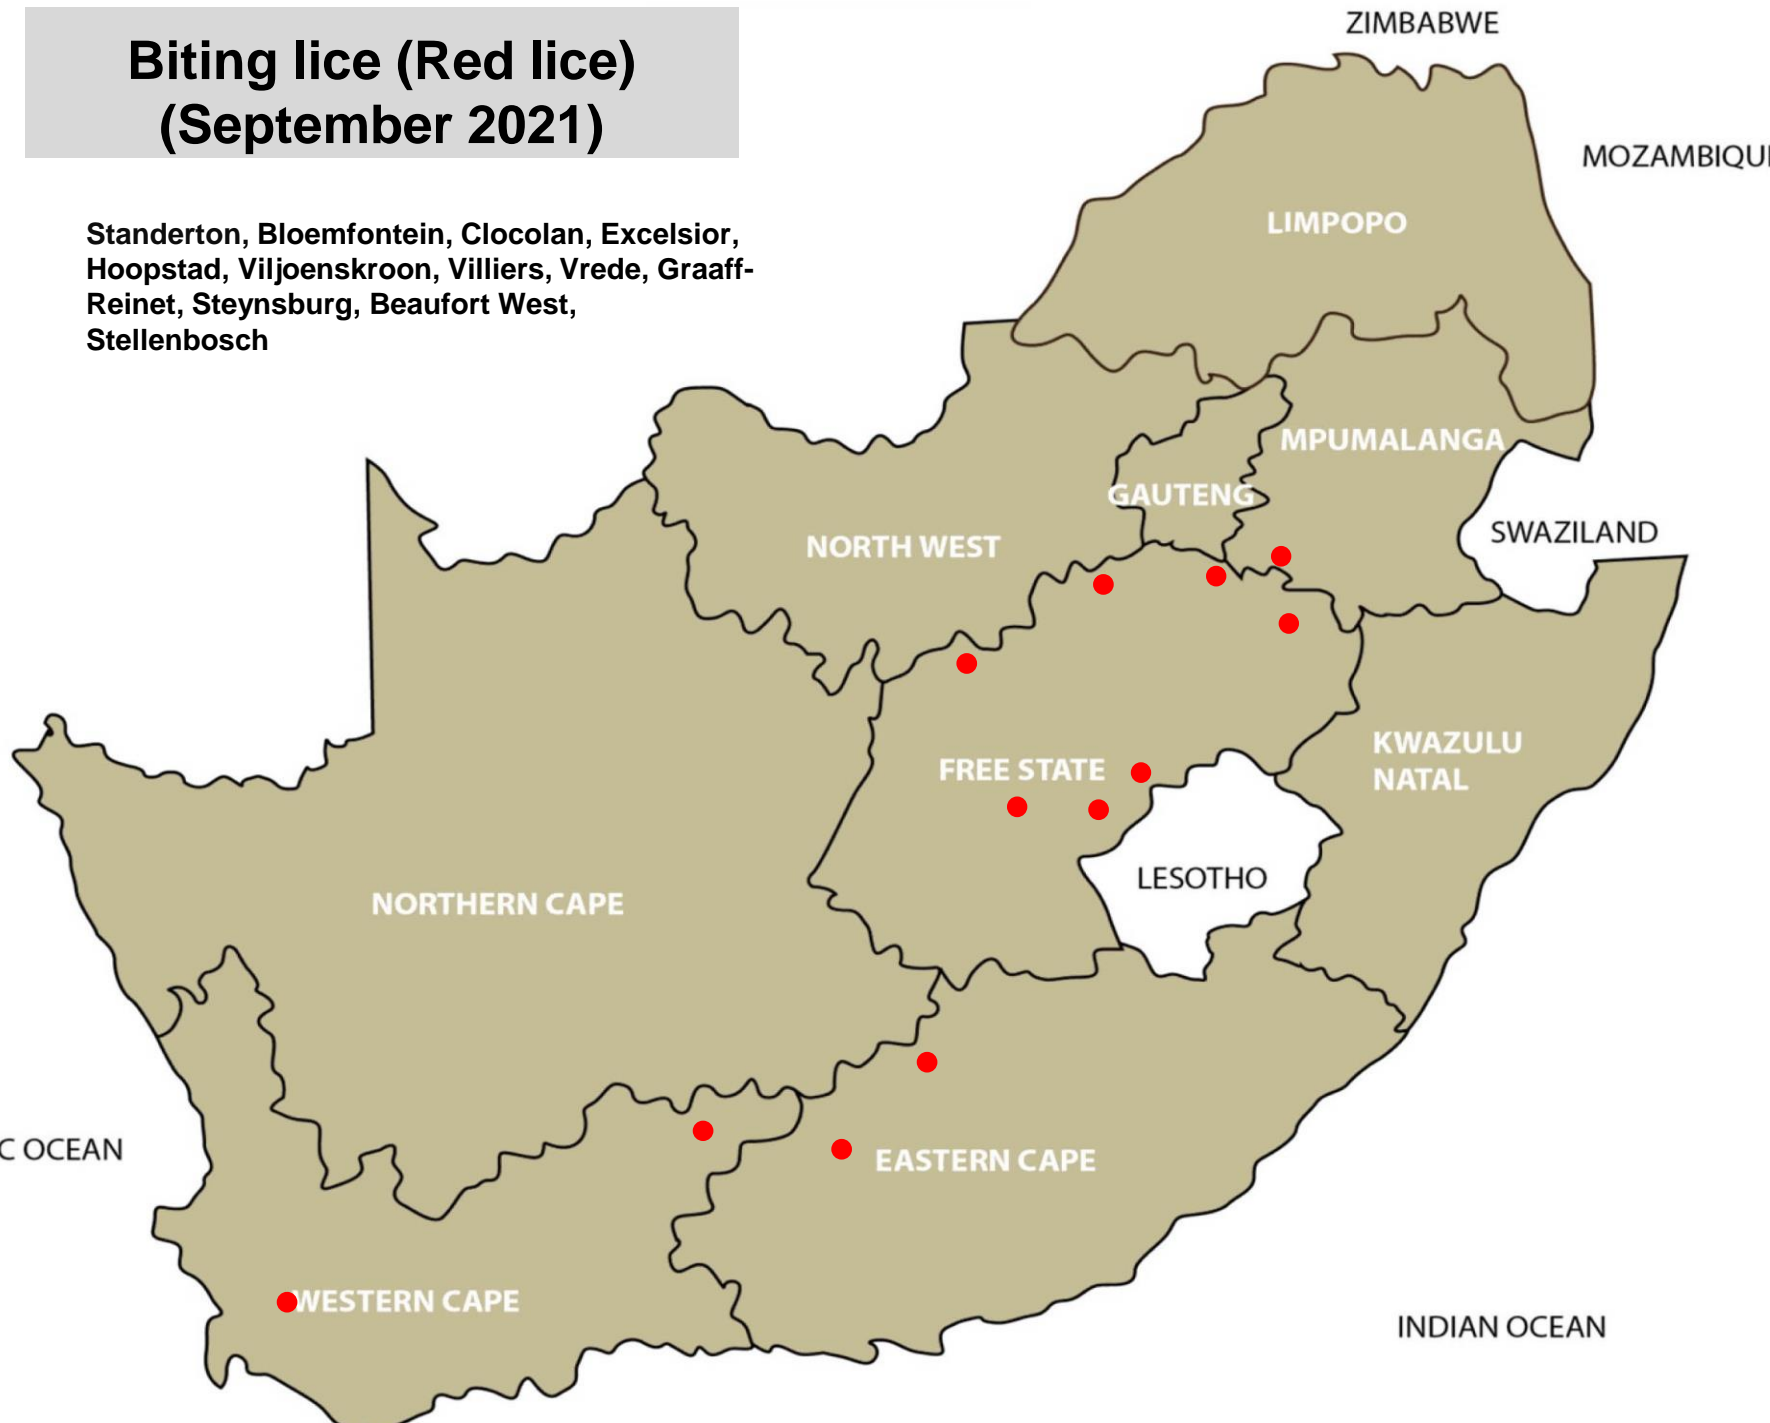 Biting lice (Red lice)
(September 2021)
Standerton, Bloemfontein, Clocolan, Excelsior,
Hoopstad, Viljoenskroon, Villiers, Vrede, Graaff-
Reinet, Steynsburg, Beaufort West,
Stellenbosch
ZIMBABWE
MOZAMBIQU
LIMPOPO
MPUMALANGA
GAUTENG
SWAZILAND
NORTH WEST
KWAZULU
NATAL
FREE STATE
LESOTHO
NORTHERN CAPE
C OCEAN
EASTERN CAPE
WESTERN CAPE
INDIAN OCEAN